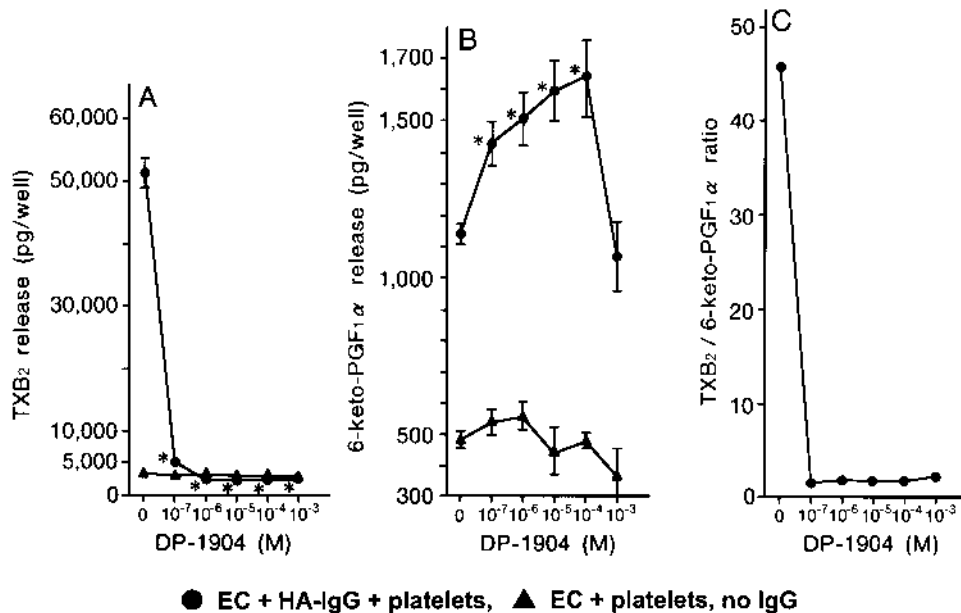 A
TXB2 release (pg/well)
60,000
50,000
30,000
10,000
5,000
0
0 10-7 10-6 10-5 10-4 10-3
DP-1904 (M)
* * * * *
B
6-keto-PGF1α release (pg/well)
1,700
1,500
1,000
500
300
0 10-7 10-6 10-5 10-4 10-3
DP-1904 (M)
* * * *
C
TXB2 / 6-keto-PGF1α ratio
50
40
30
20
10
0
0 10-7 10-6 10-5 10-4 10-3
DP-1904 (M)
● EC + HA-IgG + platelets, ▲ EC + platelets, no IgG